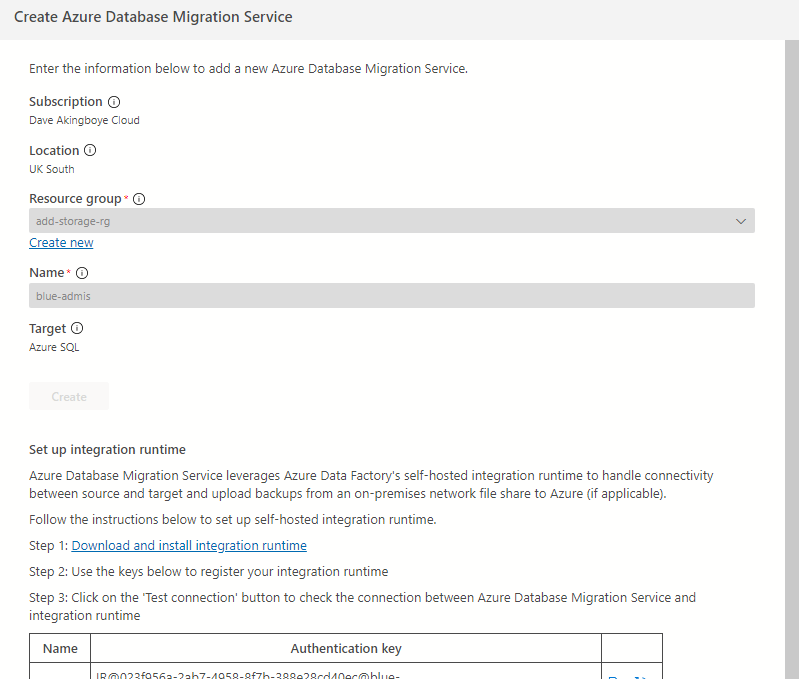 Create Azure Database Migration Service
Enter the information below to add a new Azure Database Migration Service.
Subscription
Dave Akingboye Cloud
Location
UK South
Resource group *
add-storage-rg
Create new
Name *
blue-admis
Target
Azure SQL
Create
Set up integration runtime
Azure Database Migration Service leverages Azure Data Factory's self-hosted integration runtime to handle connectivity
between source and target and upload backups from an on-premises network file share to Azure (if applicable).
Follow the instructions below to set up self-hosted integration runtime.
Step 1: Download and install integration runtime
Step 2: Use the keys below to register your integration runtime
Step 3: Click on the 'Test connection' button to check the connection between Azure Database Migration Service and
integration runtime
Name Authentication key
IR@023f956a-2ab7-4958-8f7b-388e28cd40ec@blue-